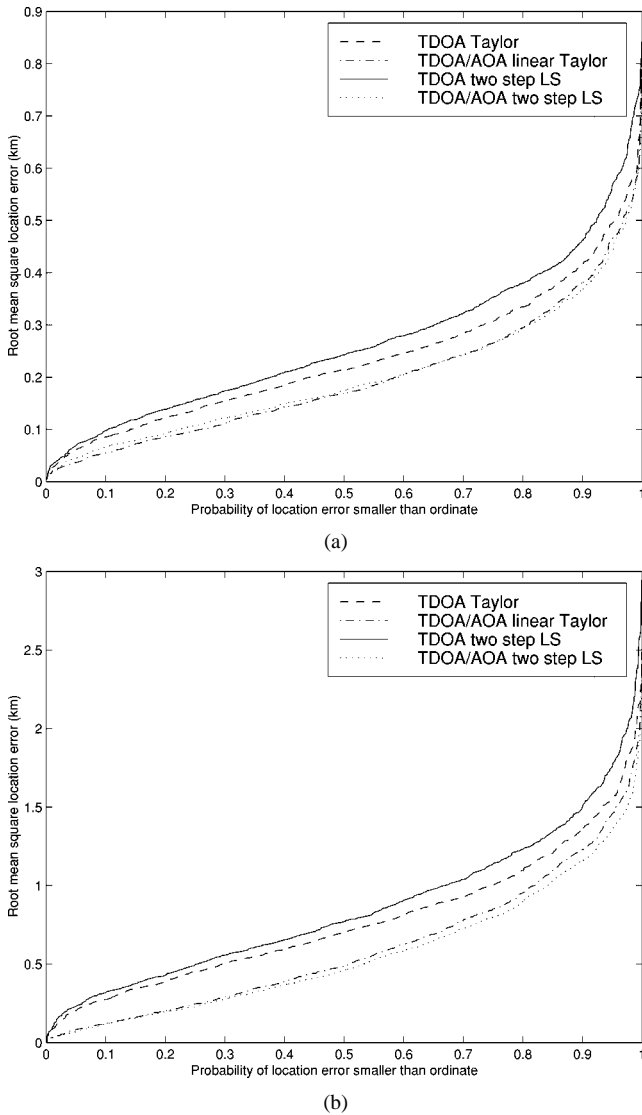 0.9
TDOA Taylor
TDOA/AOA linear Taylor
TDOA two step LS
TDOA/AOA two step LS
0.8
0.7
0.6
0.5
0.4
0.3
0.2
0.1
0
Root mean square location error (km)
0 0.1 0.2 0.3 0.4 0.5 0.6 0.7 0.8 0.9 1
Probability of location error smaller than ordinate
(a)
3
TDOA Taylor
TDOA/AOA linear Taylor
TDOA two step LS
TDOA/AOA two step LS
2.5
2
1.5
1
0.5
0
Root mean square location error (km)
0 0.1 0.2 0.3 0.4 0.5 0.6 0.7 0.8 0.9 1
Probability of location error smaller than ordinate
(b)